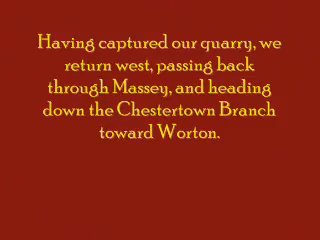 Having captured our quarry, we
return west, passing back
through Massey, and heading
down the Chestertown Branch
toward Worton.